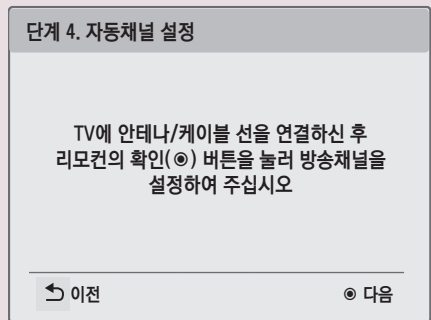 단계 4. 자동채널 설정
TV에 안테나/케이블 선을 연결하신 후
리모컨의 확인(◉) 버튼을 눌러 방송채널을
설정하여 주십시오
이전
◉ 다음